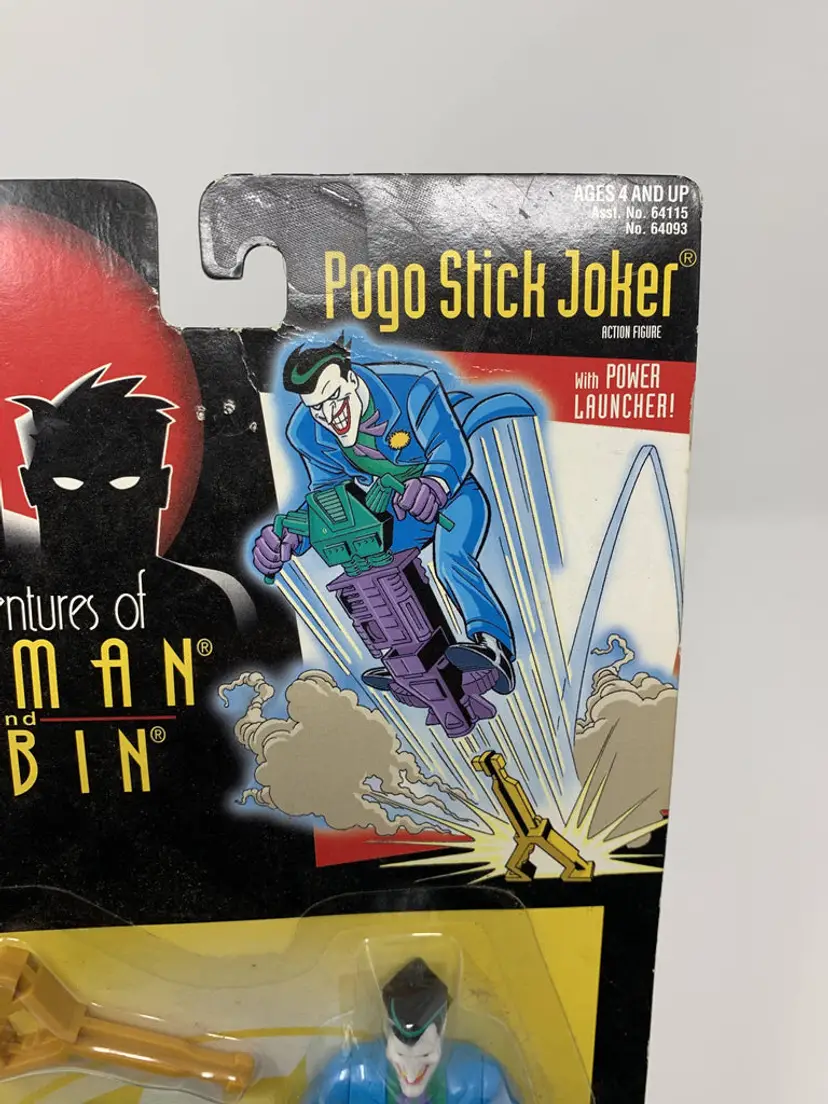 AGES 4 AND UP
Asst. No. 64115
No. 64093
Pogo Stick Joker®
ACTION FIGURE
With POWER
LAUNCHER!
entures of
MAN®
nd
BIN®